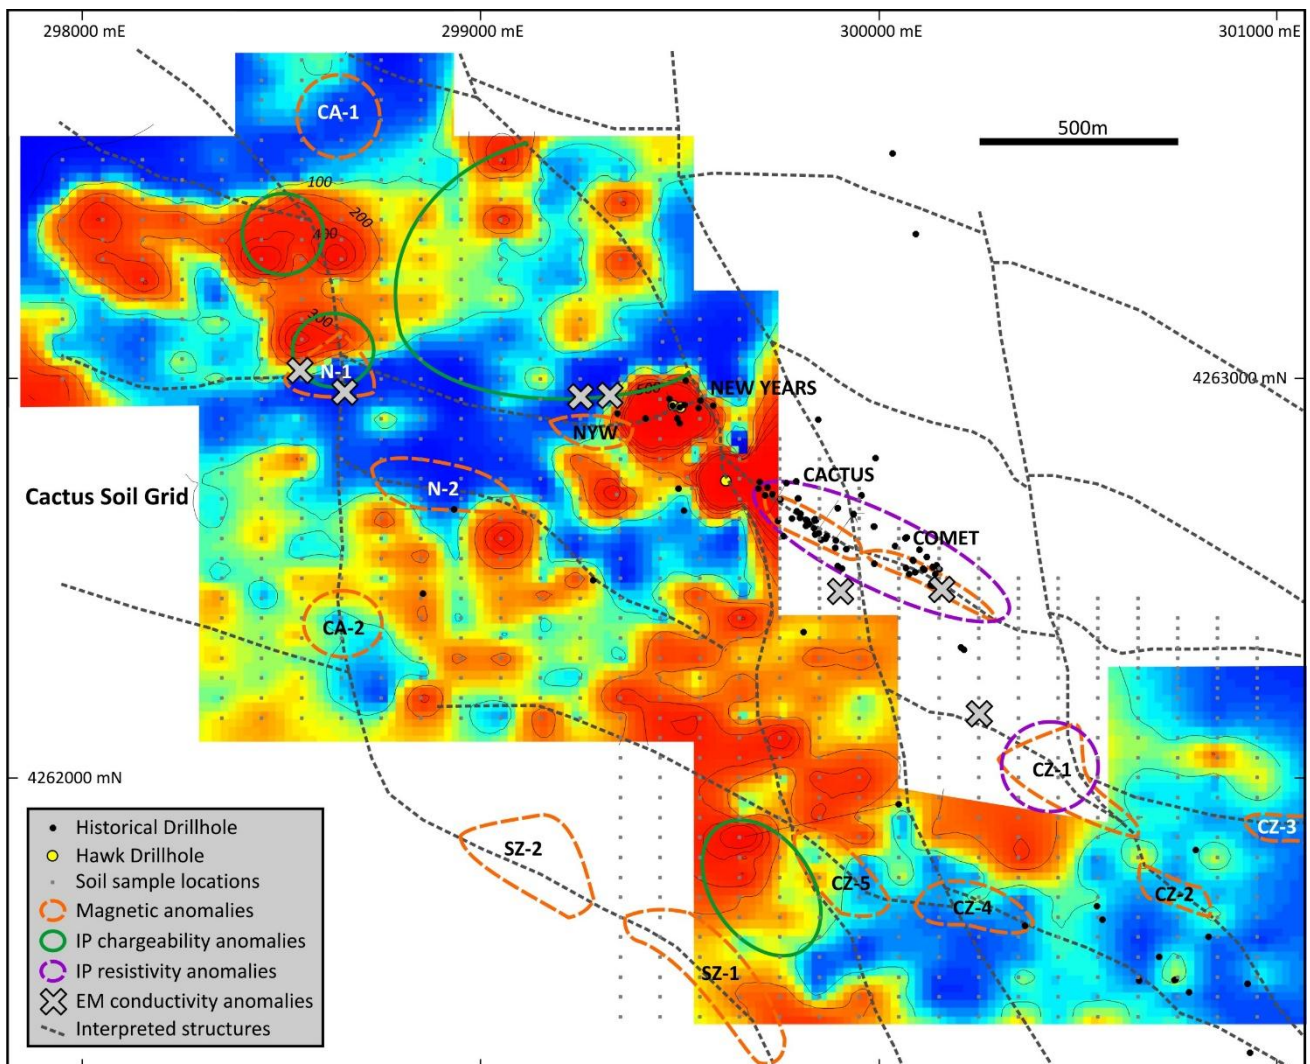 298000 mE
299000 mE
300000 mE
301000 mE
CA-1
500m
100
200
400
300
N-1
4263000 mN
500
NEW YEARS
NYW
CACTUS
N-2
Cactus Soil Grid
COMET
CA-2
CZ-1
4262000 mN
CZ-3
SZ-2
CZ-5
CZ-2
CZ-4
SZ-1
Historical Drillhole
Hawk Drillhole
Soil sample locations
Magnetic anomalies
IP chargeability anomalies
IP resistivity anomalies
EM conductivity anomalies
Interpreted structures